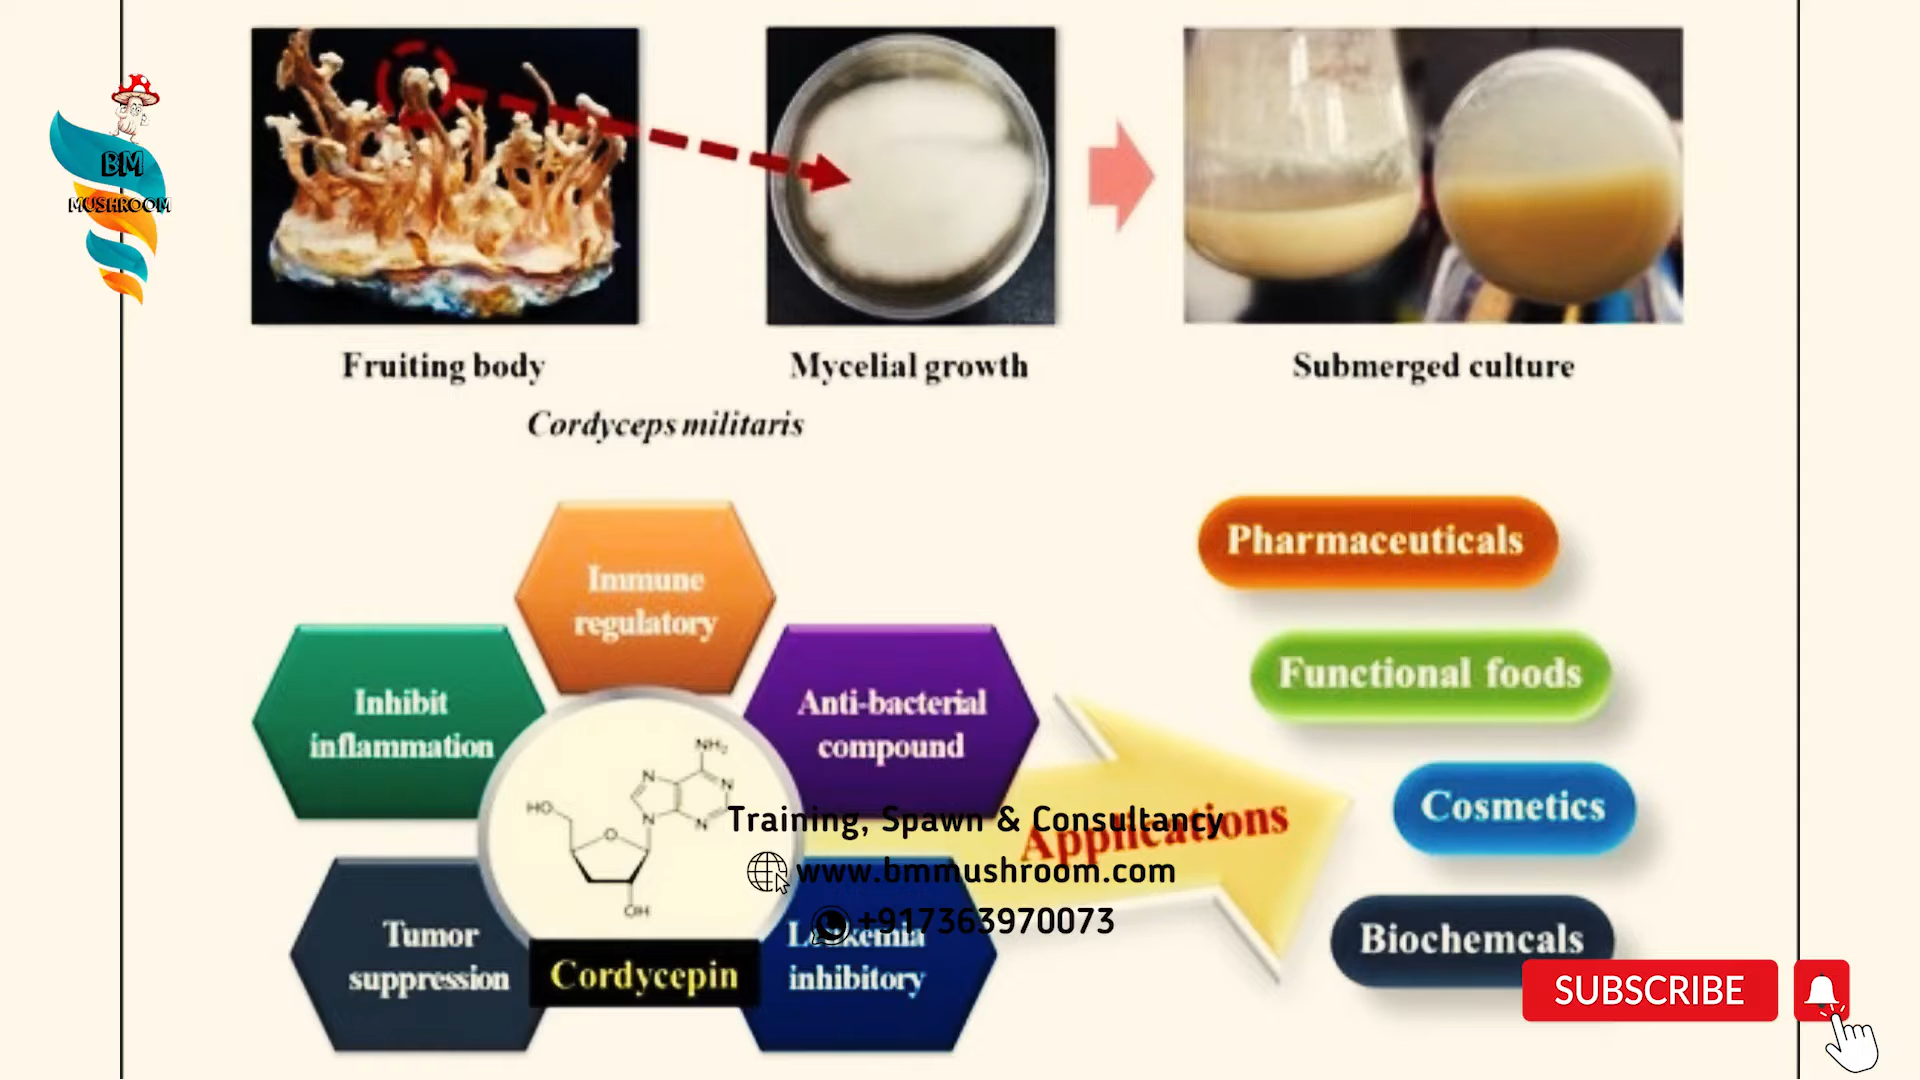 BM
MUSHROOM
Fruiting body
Mycelial growth
Submerged culture
Cordyceps militaris
Immune
regulatory
Inhibit
inflammation
Anti-bacterial
compound
Tumor
suppression
Leukemia
inhibitory
NH2
N
N
N
N
HO
O
OH
Cordycepin
Applications
Training, Spawn & Consultancy
www.bmmushroom.com
+917363970073
Pharmaceuticals
Functional foods
Cosmetics
Biochemcals
SUBSCRIBE